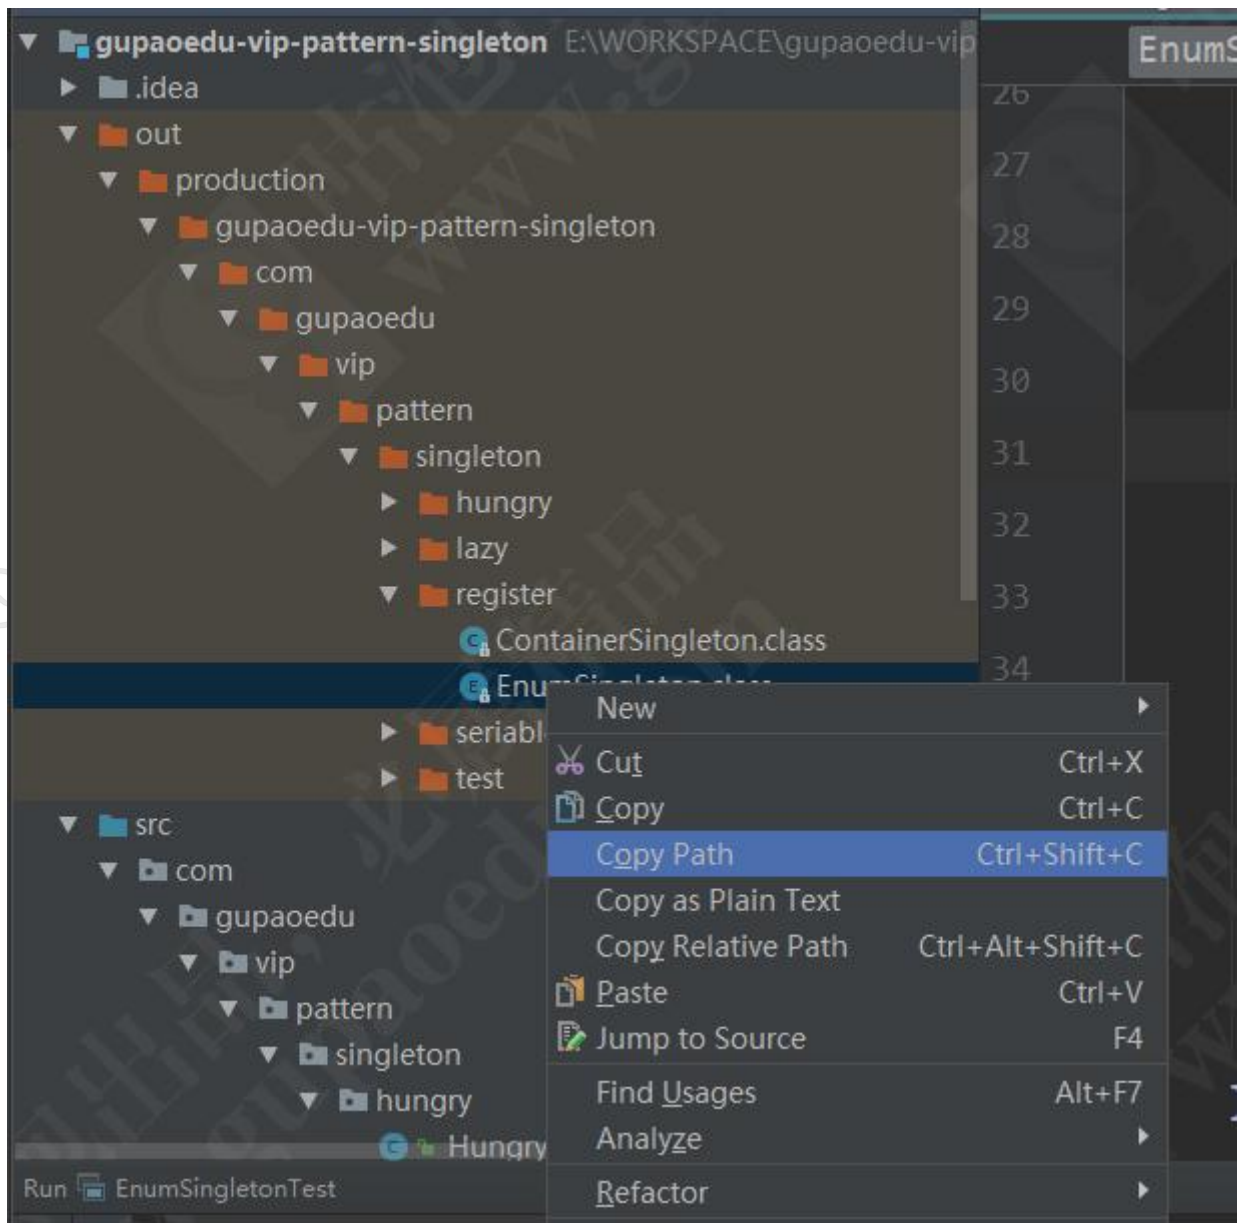 gupaoedu-vip-pattern-singleton E:\WORKSPACE\gupaoedu-vip
.idea
out
production
gupaoedu-vip-pattern-singleton
com
gupaoedu
vip
pattern
singleton
hungry
lazy
register
ContainerSingleton.class
EnumSingleton.class
seriabl
test
src
com
gupaoedu
vip
pattern
singleton
hungry
Hungry
Run EnumSingletonTest
New
Cut Ctrl+X
Copy Ctrl+C
Copy Path Ctrl+Shift+C
Copy as Plain Text
Copy Relative Path Ctrl+Alt+Shift+C
Paste Ctrl+V
Jump to Source F4
Find Usages Alt+F7
Analyze
Refactor
EnumS
26
27
28
29
30
31
32
33
34